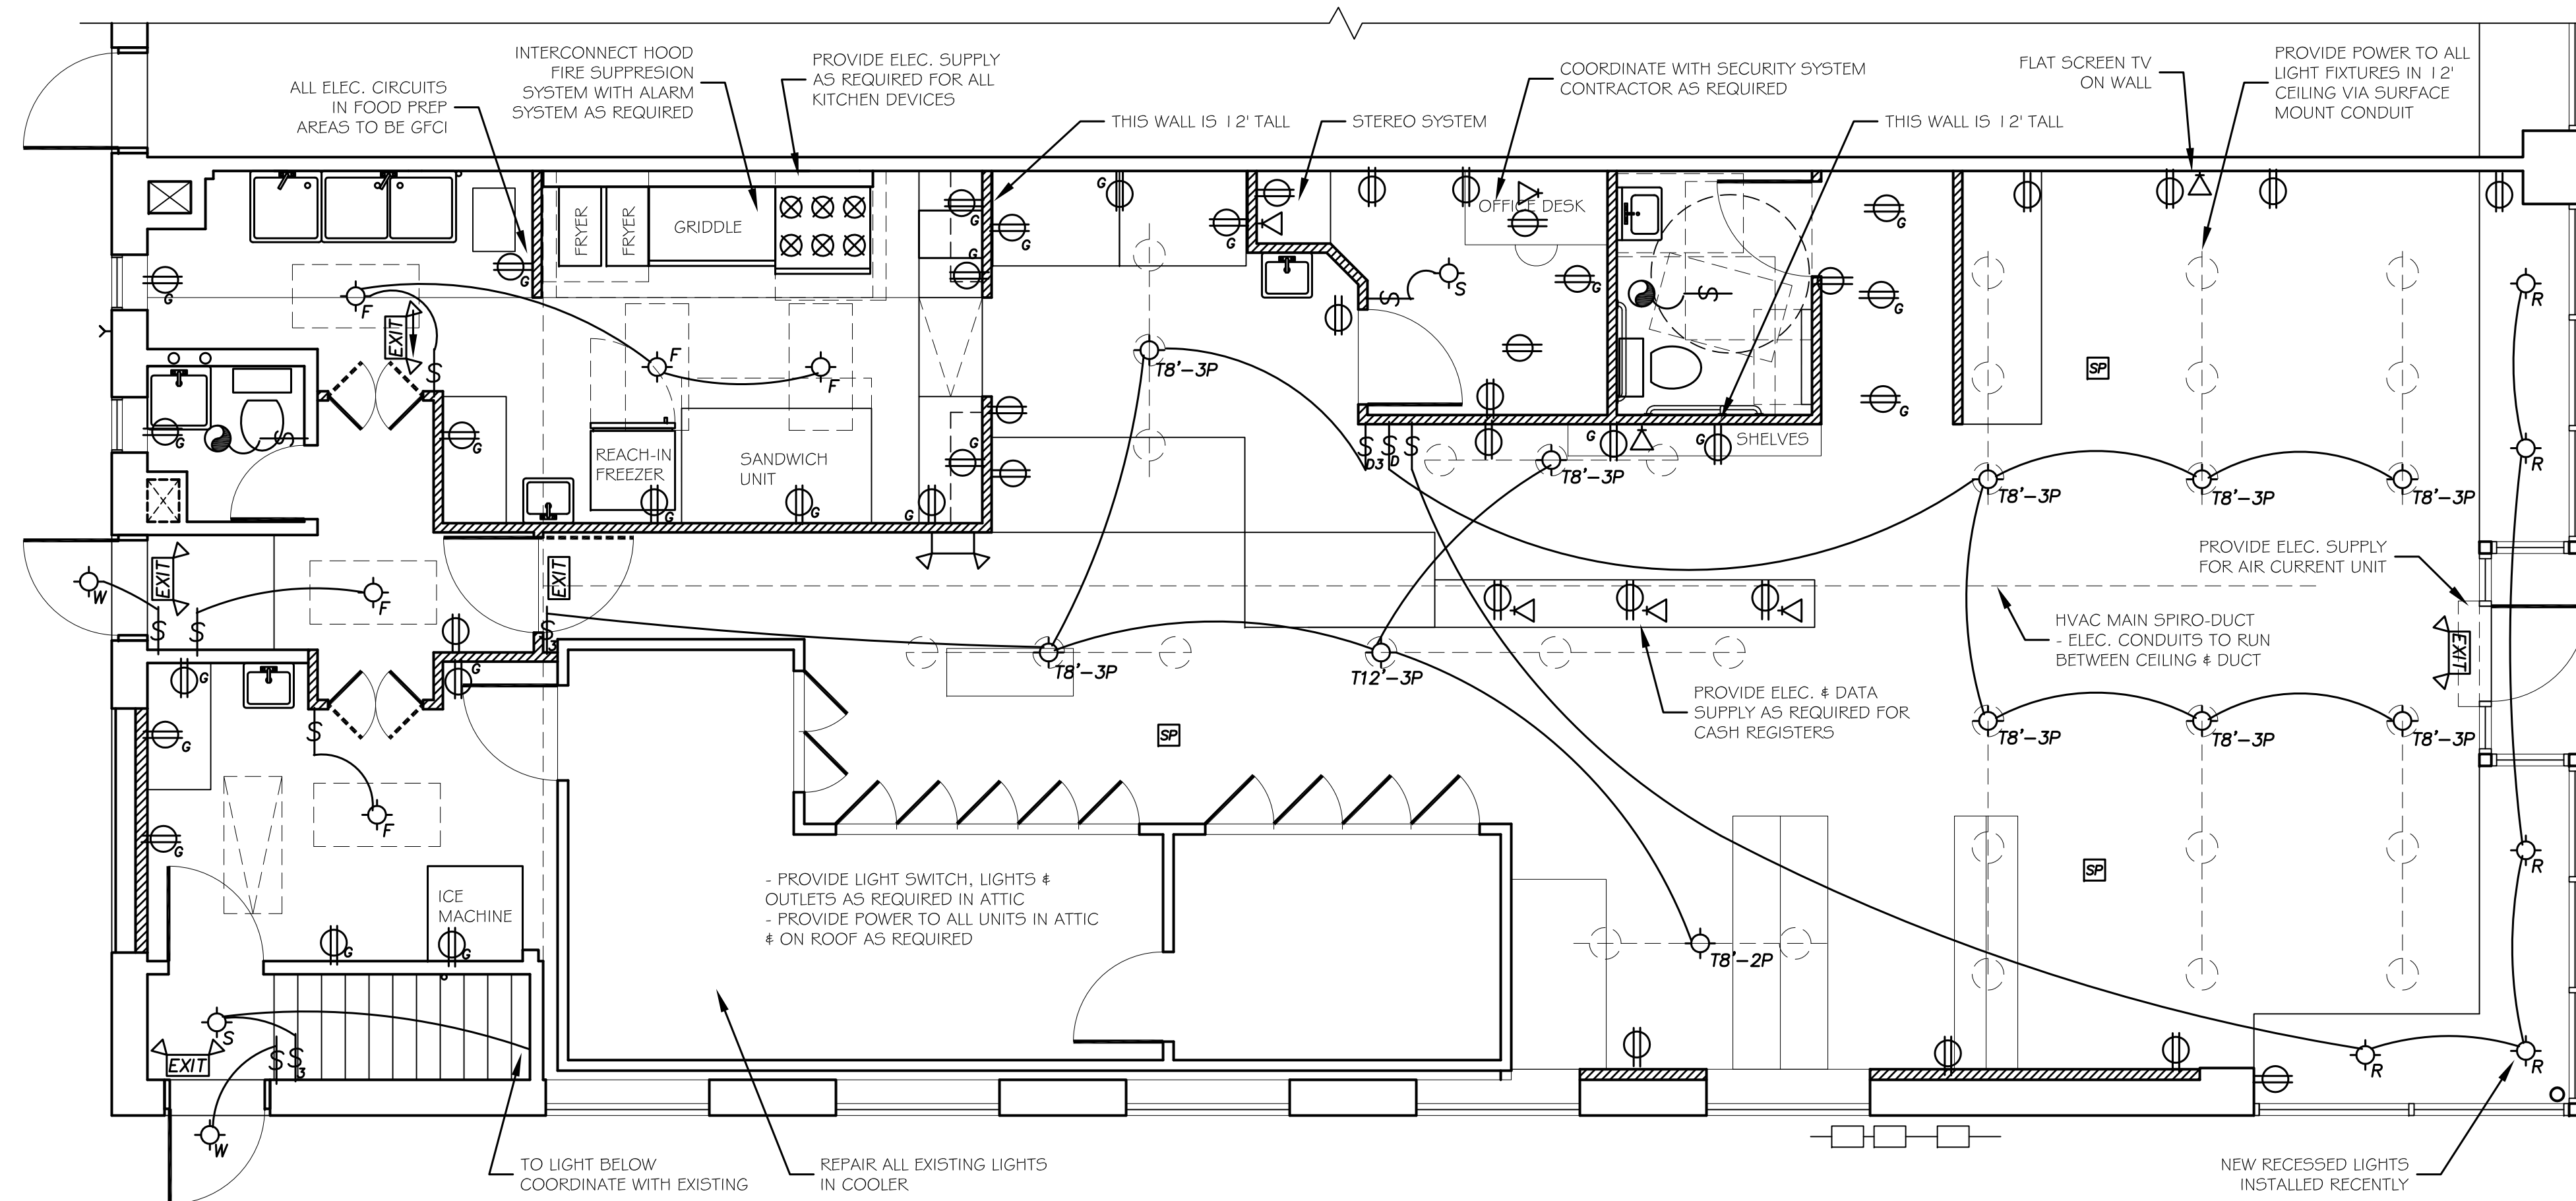 ALL ELEC. CIRCUITS
IN FOOD PREP
AREAS TO BE GFCI
INTERCONNECT HOOD
FIRE SUPPRESION
SYSTEM WITH ALARM
SYSTEM AS REQUIRED
PROVIDE ELEC. SUPPLY
AS REQUIRED FOR ALL
KITCHEN DEVICES
THIS WALL IS 12' TALL
STEREO SYSTEM
COORDINATE WITH SECURITY SYSTEM
CONTRACTOR AS REQUIRED
THIS WALL IS 12' TALL
FLAT SCREEN TV
ON WALL
PROVIDE POWER TO ALL
LIGHT FIXTURES IN 12'
CEILING VIA SURFACE
MOUNT CONDUIT
FRYER
FRYER
GRIDDLE
OFFICE DESK
G
G
G
G
G
G
G
G
G
G
F
EXIT
S
F
F
S
S
S
R
T8'-3P
SP
G
S
G
REACH-IN
FREEZER
SANDWICH
UNIT
G
G
G
G
S
D3
S
D
S
T8'-3P
G
G
SHELVES
R
T8'-3P
T8'-3P
T8'-3P
W
EXIT
S
S
F
EXIT
S
3
PROVIDE ELEC. SUPPLY
FOR AIR CURRENT UNIT
HVAC MAIN SPIRO-DUCT
- ELEC. CONDUITS TO RUN
BETWEEN CEILING & DUCT
EXIT
G
G
T8'-3P
T12'-3P
PROVIDE ELEC. & DATA
SUPPLY AS REQUIRED FOR
CASH REGISTERS
G
S
SP
T8'-3P
T8'-3P
T8'-3P
F
G
SP
R
ICE
MACHINE
G
G
- PROVIDE LIGHT SWITCH, LIGHTS &
OUTLETS AS REQUIRED IN ATTIC
- PROVIDE POWER TO ALL UNITS IN ATTIC
& ON ROOF AS REQUIRED
T8'-2P
S
EXIT
S
S
3
R
R
W
TO LIGHT BELOW
COORDINATE WITH EXISTING
REPAIR ALL EXISTING LIGHTS
IN COOLER
NEW RECESSED LIGHTS
INSTALLED RECENTLY